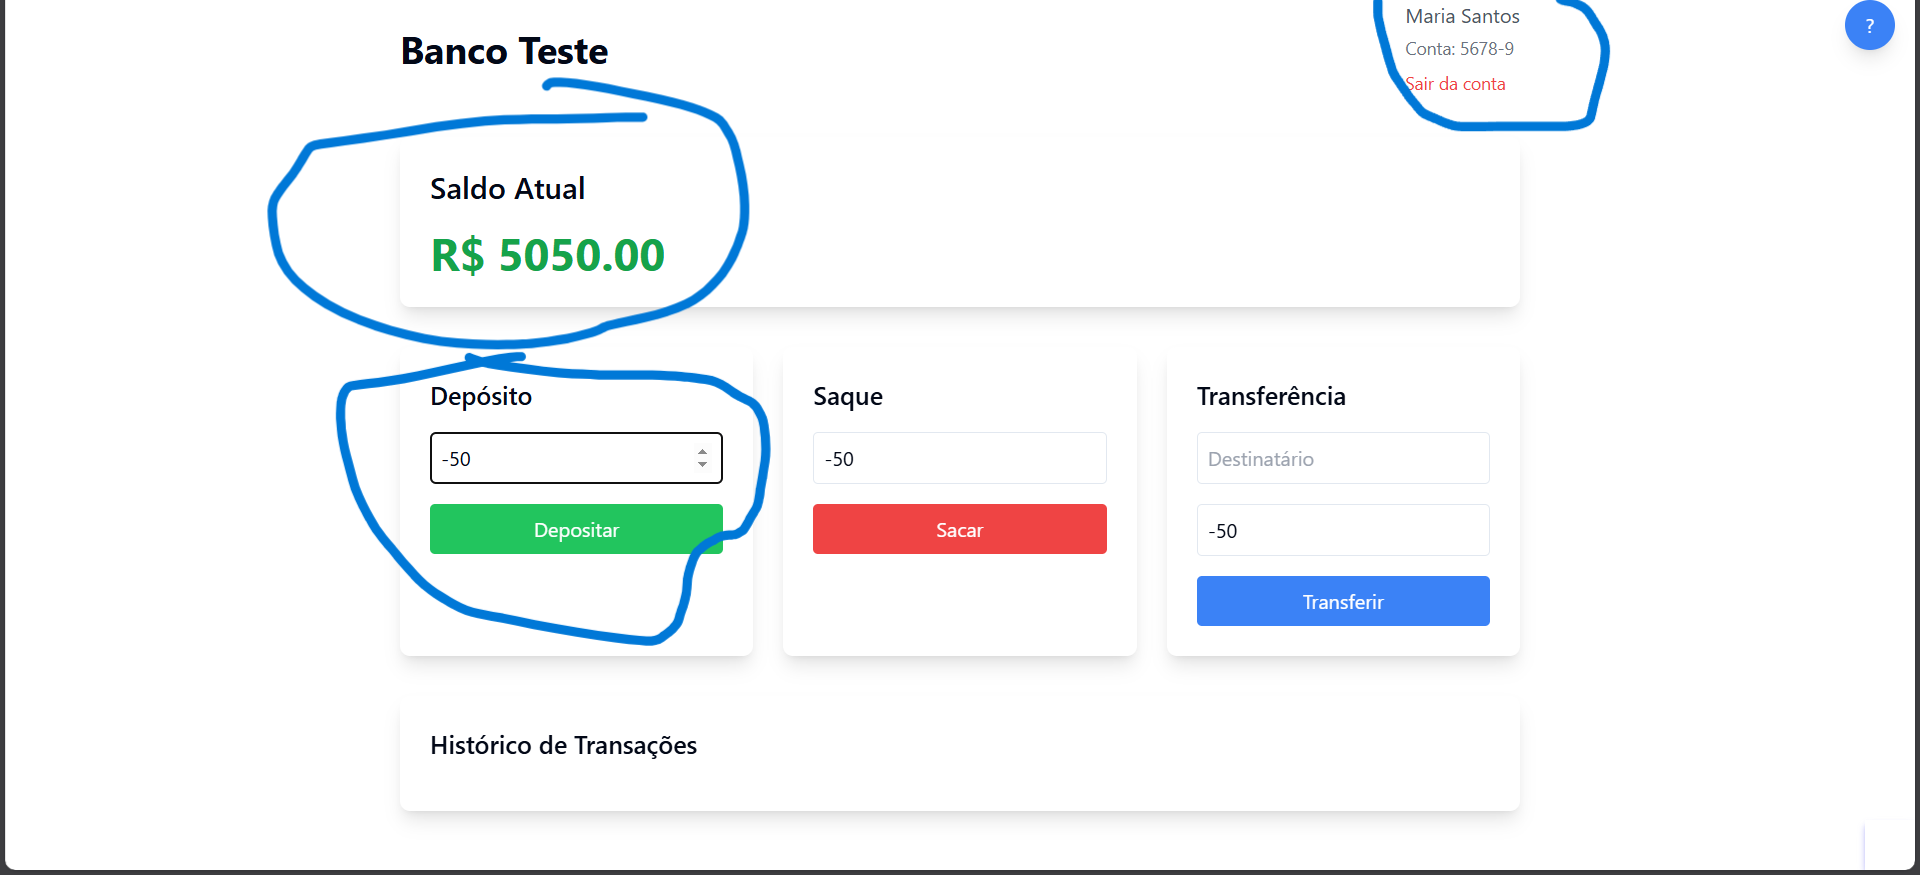 Banco Teste
Maria Santos
Conta: 5678-9
Sair da conta
?
Saldo Atual
R$ 5050.00
Depósito
-50
Depositar
Saque
-50
Sacar
Transferência
Destinatário
-50
Transferir
Histórico de Transações